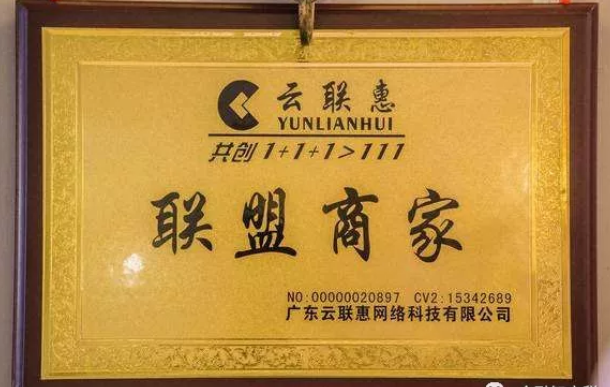 云联惠
YUNLIANHUI
共创1+1+1>111
联盟商家
NO:00000020897 CV2:15342689
广东云联惠网络科技有限公司